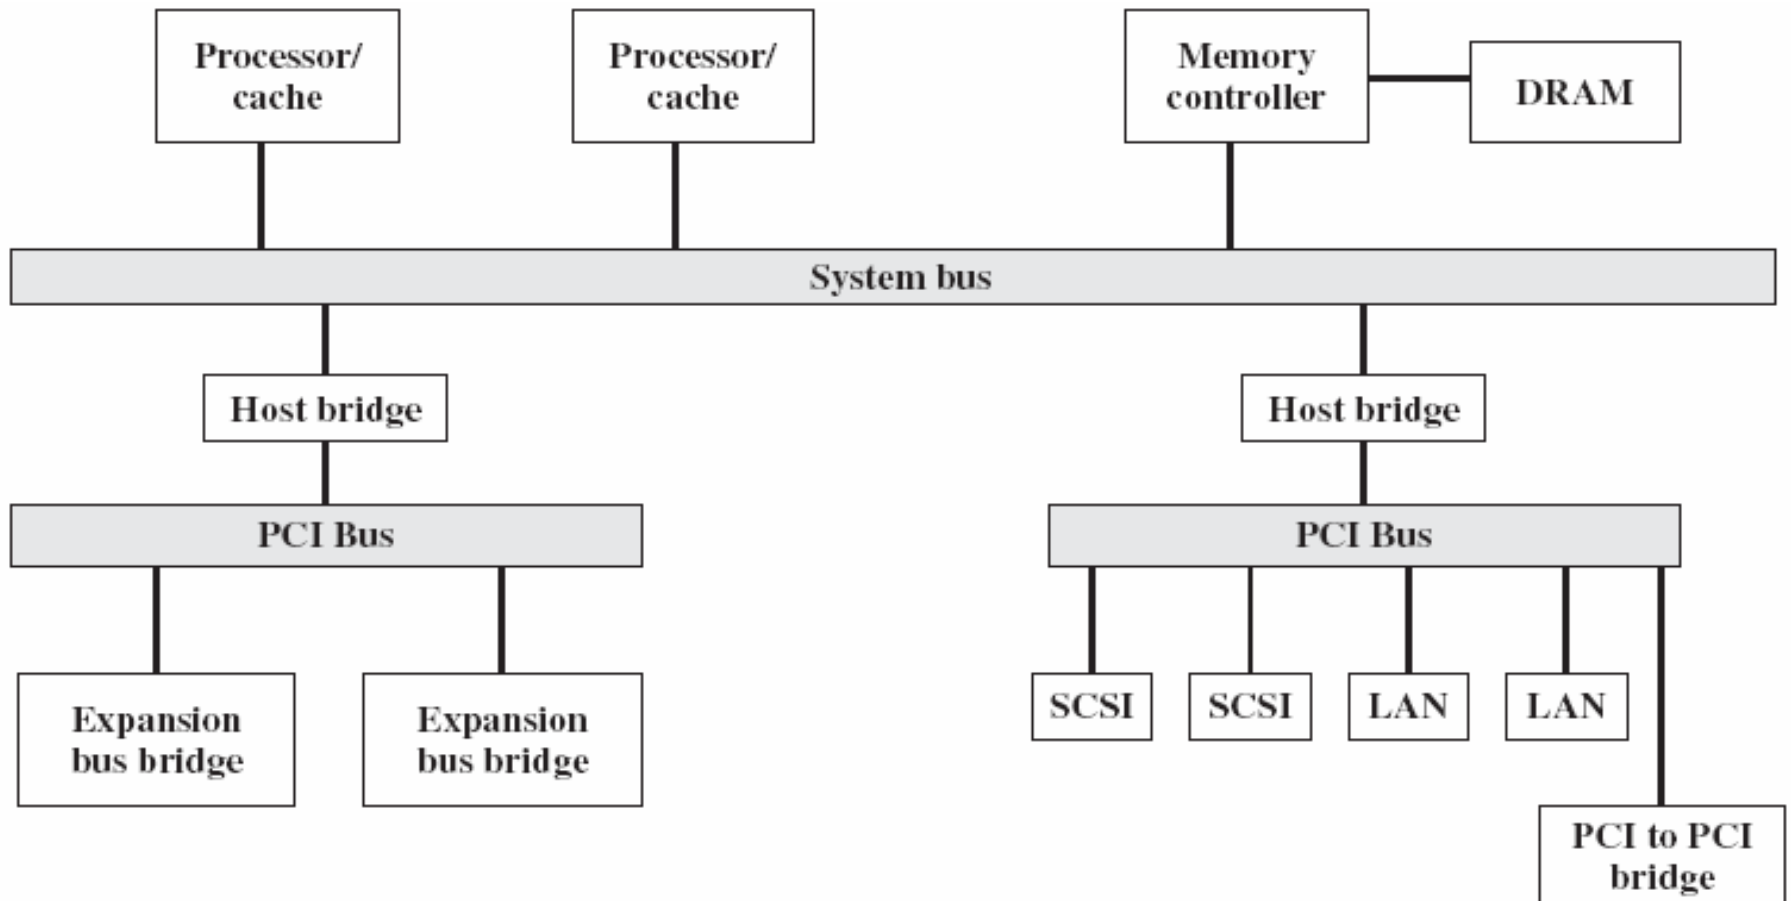 Processor/
cache
Processor/
cache
Memory
controller
DRAM
System bus
Host bridge
Host bridge
PCI Bus
PCI Bus
Expansion
bus bridge
Expansion
bus bridge
SCSI
SCSI
LAN
LAN
PCI to PCI
bridge